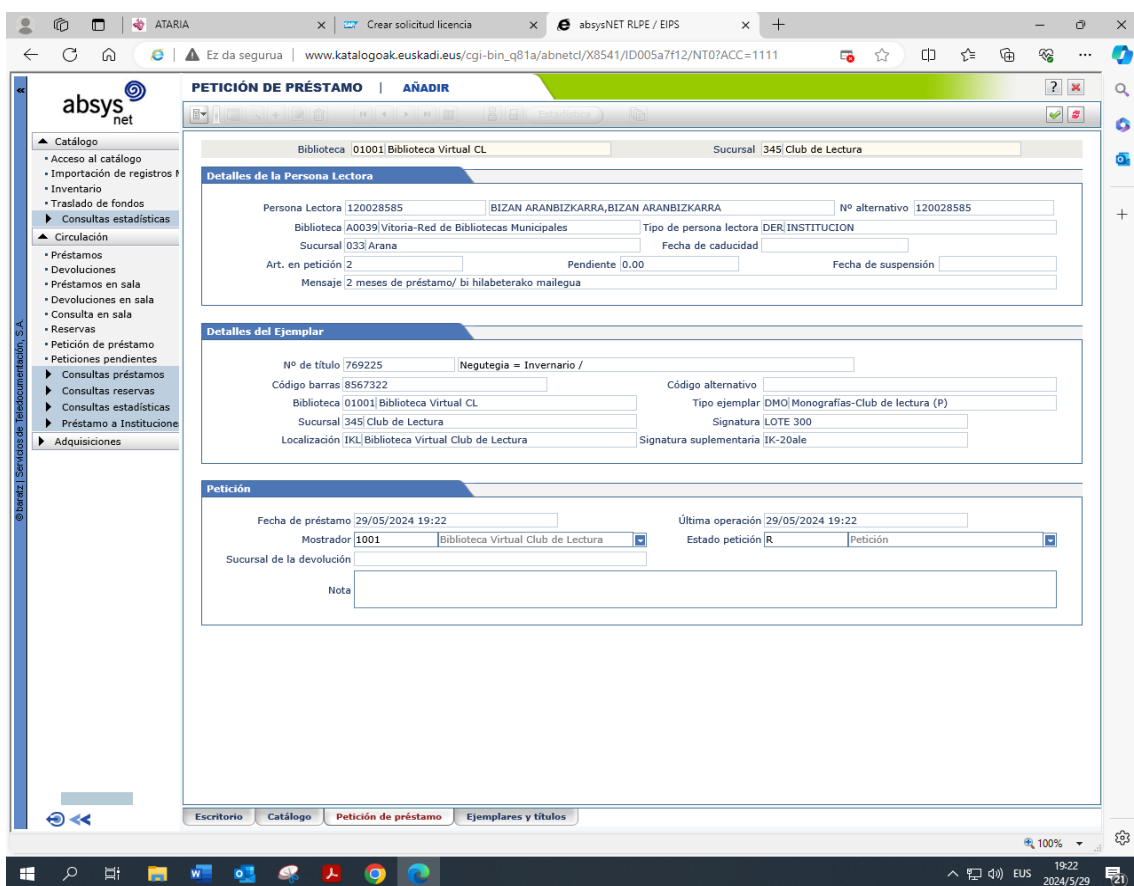 ATARIA
Crear solicitud licencia
absysNET RLPE / EIPS
Ez da segurua www.katalogoak.euskadi.eus/cgi-bin_q81a/abnetcl/X8541/ID005a7f12/NT0?ACC=1111
absys net
PETICIÓN DE PRÉSTAMO | AÑADIR
Estadística
Catálogo
Acceso al catálogo
Importación de registros M
Inventario
Traslado de fondos
Consultas estadísticas
Circulación
Préstamos
Devoluciones
Préstamos en sala
Devoluciones en sala
Consulta en sala
Reservas
Petición de préstamo
Peticiones pendientes
Consultas préstamos
Consultas reservas
Consultas estadísticas
Préstamo a Institucione
Adquisiciones
© baratz | Servicios de Teledocumentación, S.A.
Biblioteca 01001 Biblioteca Virtual CL Sucursal 345 Club de Lectura
Detalles de la Persona Lectora
Persona Lectora 120028585 BIZAN ARANBIZKARRA,BIZAN ARANBIZKARRA Nº alternativo 120028585
Biblioteca A0039 Vitoria-Red de Bibliotecas Municipales Tipo de persona lectora DER INSTITUCION
Sucursal 033 Arana Fecha de caducidad
Art. en petición 2 Pendiente 0.00 Fecha de suspensión
Mensaje 2 meses de préstamo/ bi hilabeterako mailegua
Detalles del Ejemplar
Nº de título 769225 Negutegia = Invernario /
Código barras 8567322 Código alternativo
Biblioteca 01001 Biblioteca Virtual CL Tipo ejemplar DMO Monografías-Club de lectura (P)
Sucursal 345 Club de Lectura Signatura LOTE 300
Localización IKL Biblioteca Virtual Club de Lectura Signatura suplementaria IK-20ale
Petición
Fecha de préstamo 29/05/2024 19:22 Última operación 29/05/2024 19:22
Mostrador 1001 Biblioteca Virtual Club de Lectura Estado petición R Petición
Sucursal de la devolución
Nota
Escritorio Catálogo Petición de préstamo Ejemplares y títulos
100%
EUS
19:22
2024/5/29
21